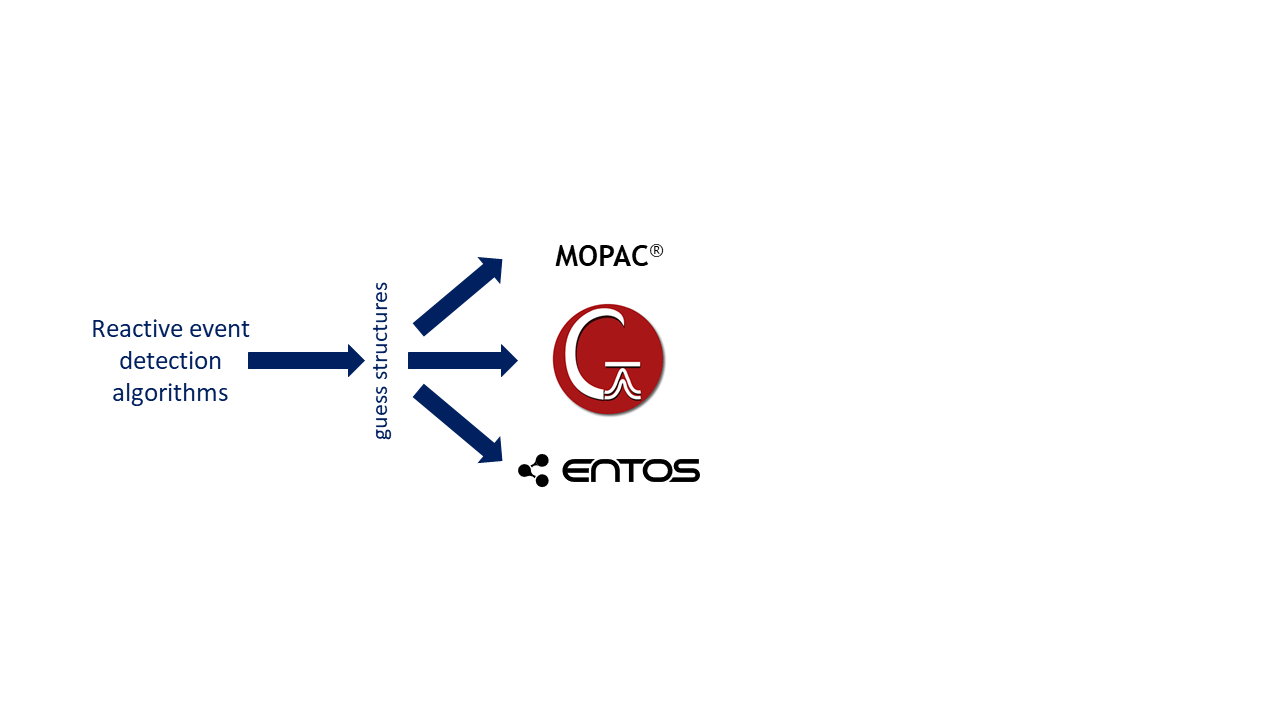 Reactive event
detection
algorithms
guess structures
MOPAC®
G
ENTOS